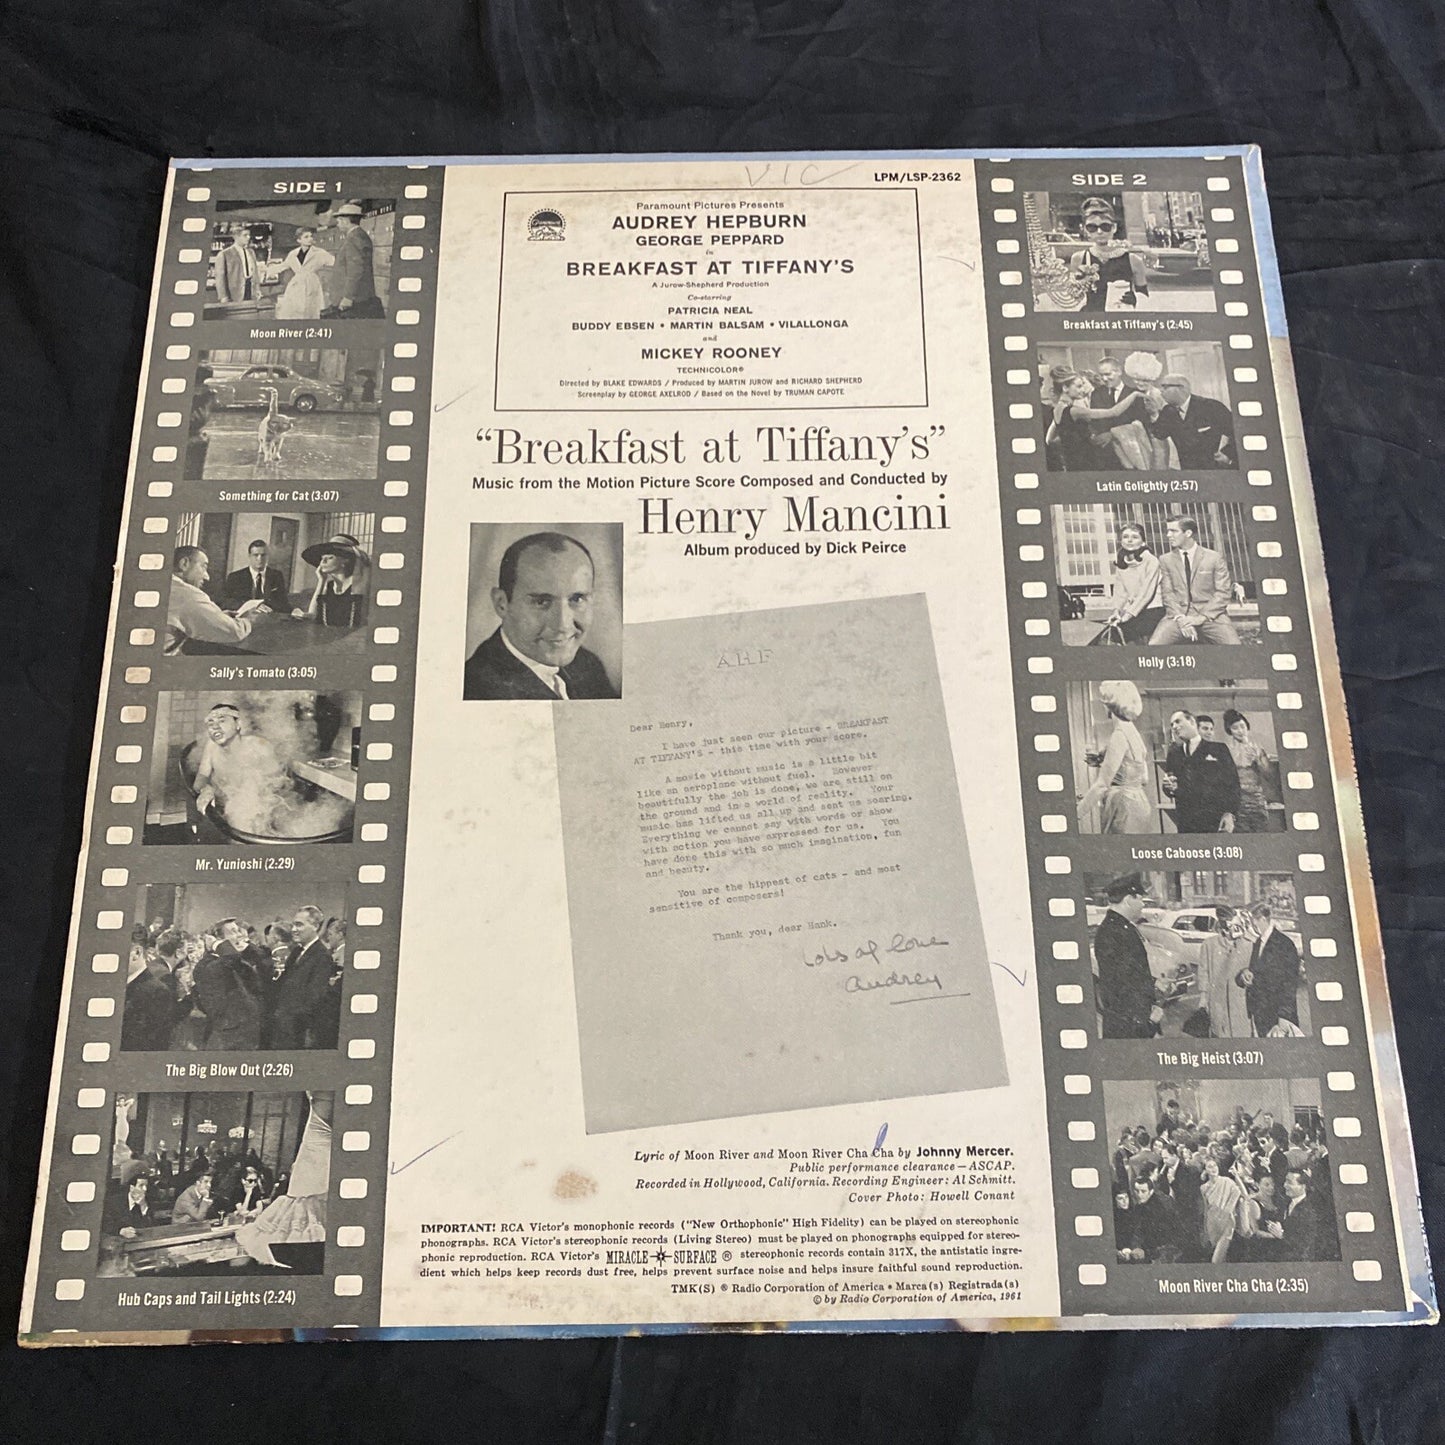 VIC
LPM/LSP-2362
SIDE 1
Moon River (2:41)
Something for Cat (3:07)
Sally's Tomato (3:05)
Mr. Yunioshi (2:29)
The Big Blow Out (2:26)
Hub Caps and Tail Lights (2:24)
Paramount Pictures Presents
AUDREY HEPBURN
GEORGE PEPPARD
in
BREAKFAST AT TIFFANY'S
A Jurow-Shepherd Production
Co-starring
PATRICIA NEAL
BUDDY EBSEN • MARTIN BALSAM • VILALLONGA
and
MICKEY ROONEY
TECHNICOLOR®
Directed by BLAKE EDWARDS / Produced by MARTIN JUROW and RICHARD SHEPHERD
Screenplay by GEORGE AXELROD / Based on the Novel by TRUMAN CAPOTE
“Breakfast at Tiffany's”
Music from the Motion Picture Score Composed and Conducted by
Henry Mancini
Album produced by Dick Peirce
Dear Henry,
I have just seen our picture - BREAKFAST
AT TIFFANY'S - this time with your score.
A movie without music is a little bit
like an aeroplane without fuel. However
beautifully the job is done, we are still on
the ground and in a world of reality. Your
music has lifted us all up and sent us soaring.
Everything we cannot say with words or show
with action you have expressed for us. You
have done this with so much imagination, fun
and beauty.
You are the hippest of cats - and most
sensitive of composers!
Thank you, dear Hank.
Lots of love
Audrey
Lyric of Moon River and Moon River Cha Cha by Johnny Mercer.
Public performance clearance — ASCAP.
Recorded in Hollywood, California. Recording Engineer: Al Schmitt.
Cover Photo: Howell Conant
IMPORTANT! RCA Victor's monophonic records ("New Orthophonic" High Fidelity) can be played on stereophonic
phonographs. RCA Victor's stereophonic records (Living Stereo) must be played on phonographs equipped for stereo-
phonic reproduction. RCA Victor's MIRACLE SURFACE ® stereophonic records contain 317X, the antistatic ingre-
dient which helps keep records dust free, helps prevent surface noise and helps insure faithful sound reproduction.
TMK(S) ® Radio Corporation of America • Marca(s) Registrada(s)
© by Radio Corporation of America, 1961
SIDE 2
Breakfast at Tiffany's (2:45)
Latin Golightly (2:57)
Holly (3:18)
Loose Caboose (3:08)
The Big Heist (3:07)
Moon River Cha Cha (2:35)